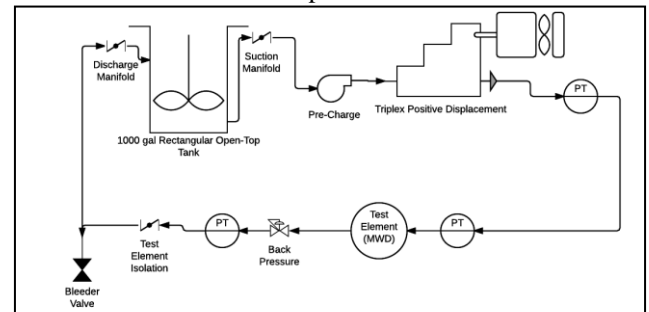 Discharge
Manifold
Suction
Manifold
1000 gal Rectangular Open-Top
Tank
Pre-Charge
Triplex Positive Displacement
PT
Test
Element
(MWD)
PT
PT
Back
Pressure
Test
Element
Isolation
Bleeder
Valve